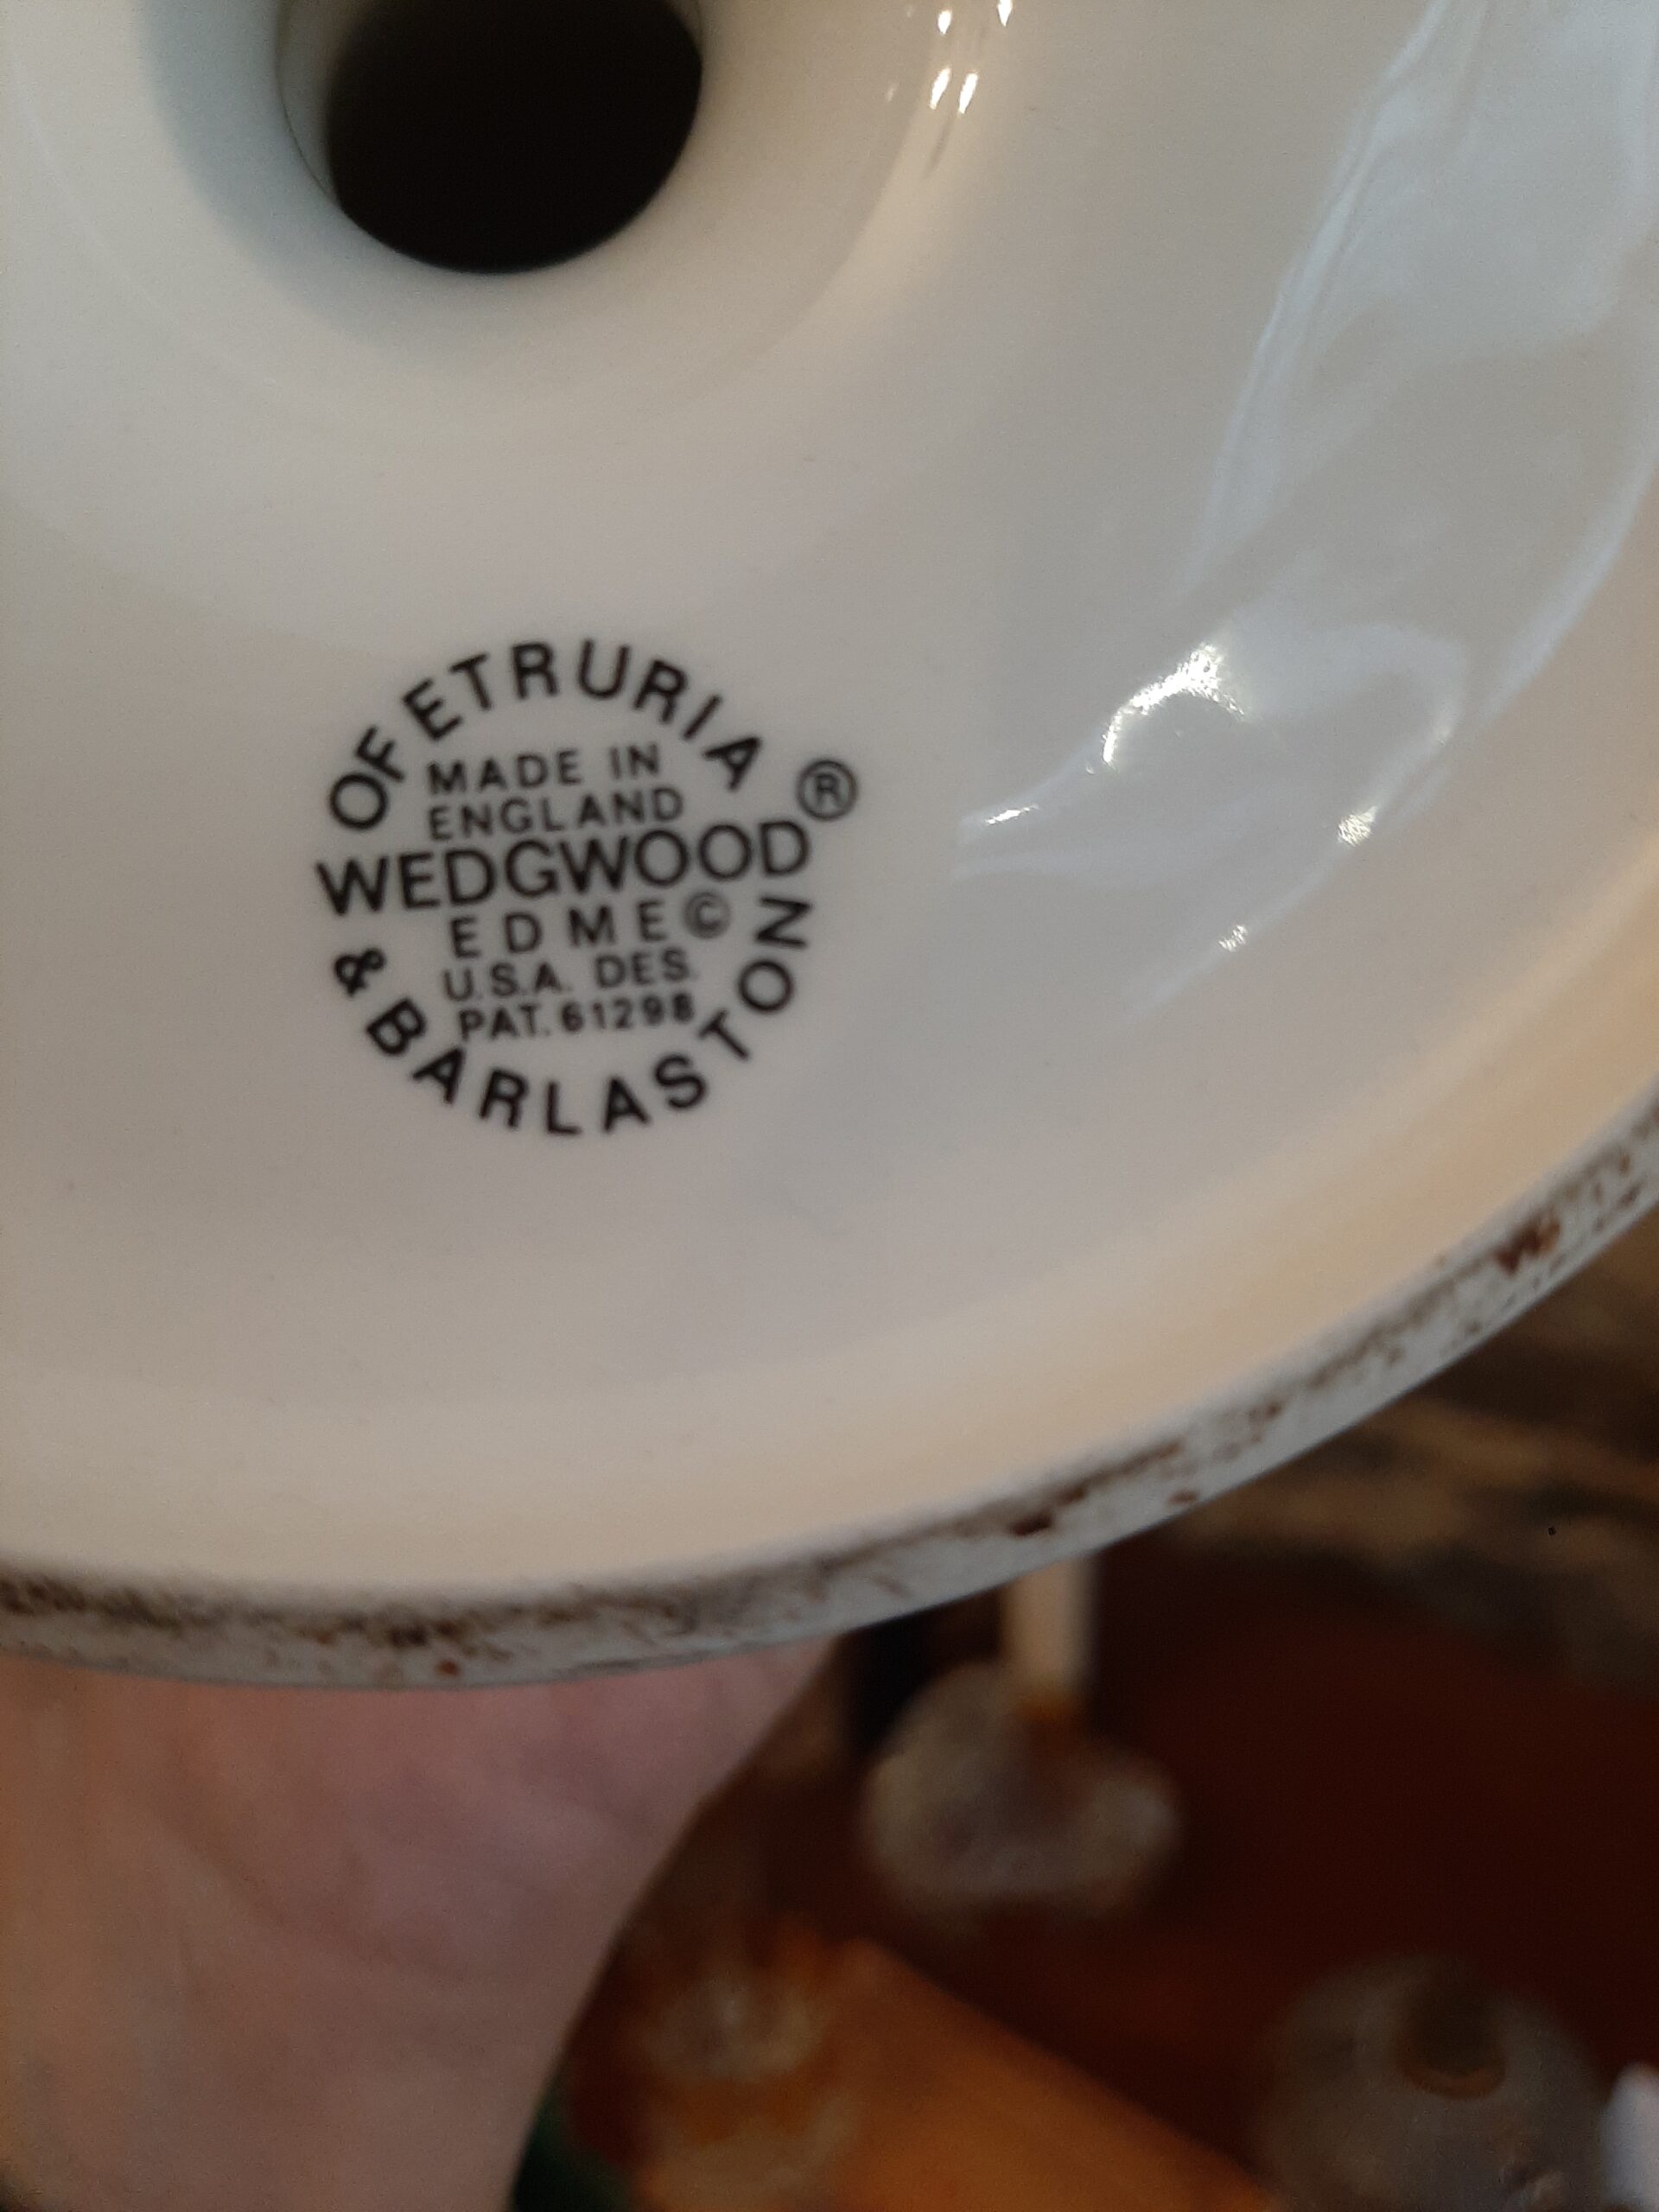 OF ETRURIA
MADE IN
ENGLAND
WEDGWOOD ®
EDME ©
U.S.A. DES.
PAT. 61298
& BARLASTON